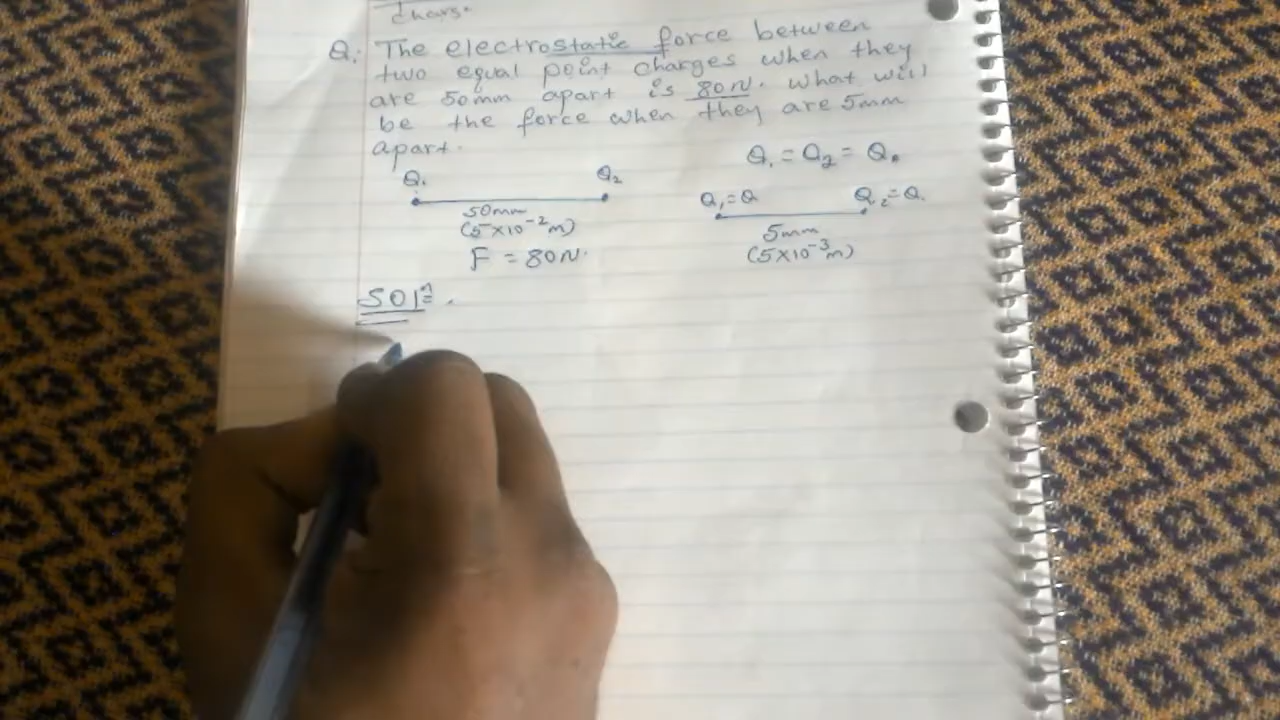 Q. The electrostatic force between
two equal point charges when they
are 50mm apart is 80N. What will
be the force when they are 5mm
apart.
Q₁ = Q₂ = Q.
Q₁ Q₂
Q₁=Q Q₂=Q.
50mm
(5×10⁻²m)
5mm
(5×10⁻³m)
F = 80N.
SOLⁿ.